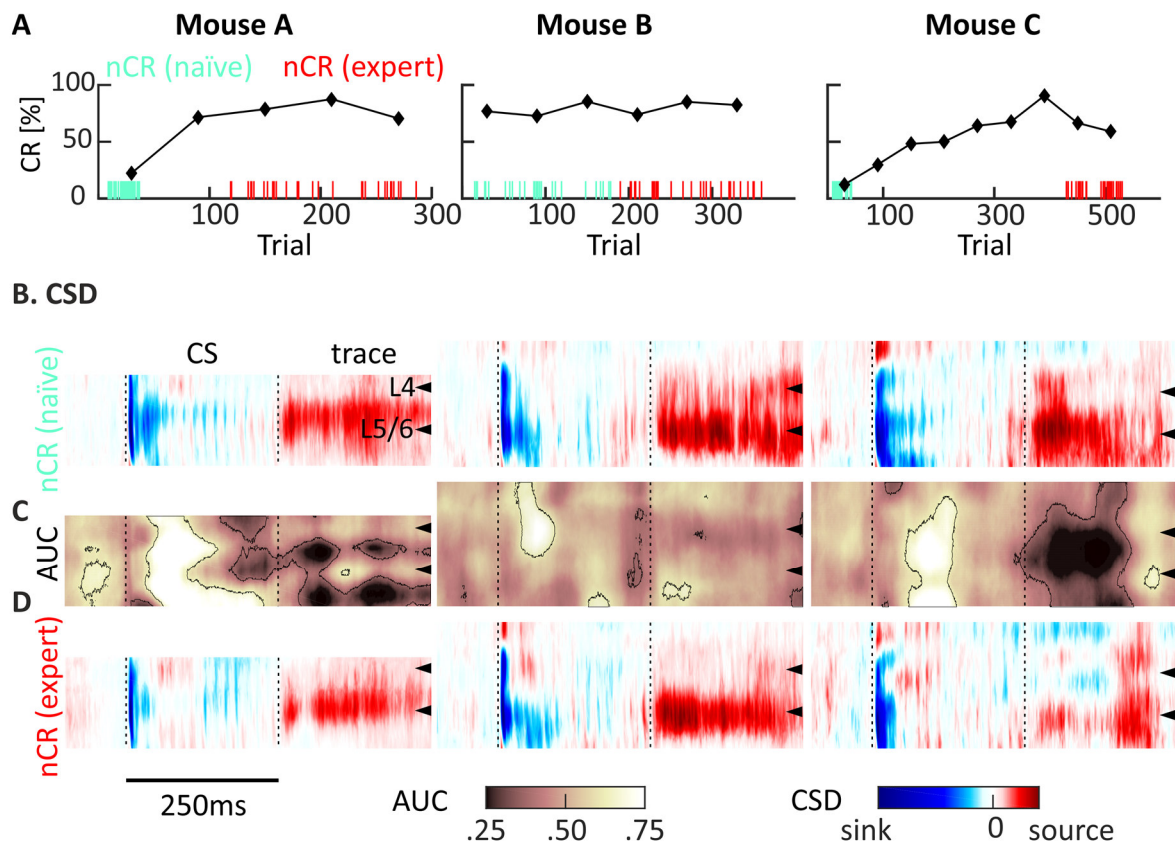 A
Mouse A
Mouse B
Mouse C
nCR (naïve)
nCR (expert)
CR [%]
100
50
0
100
200
300
Trial
100
200
300
Trial
100
300
500
Trial
B. CSD
nCR (naïve)
CS
trace
L4
L5/6
C
AUC
D
nCR (expert)
250ms
AUC
.25
.50
.75
CSD
sink
0
source